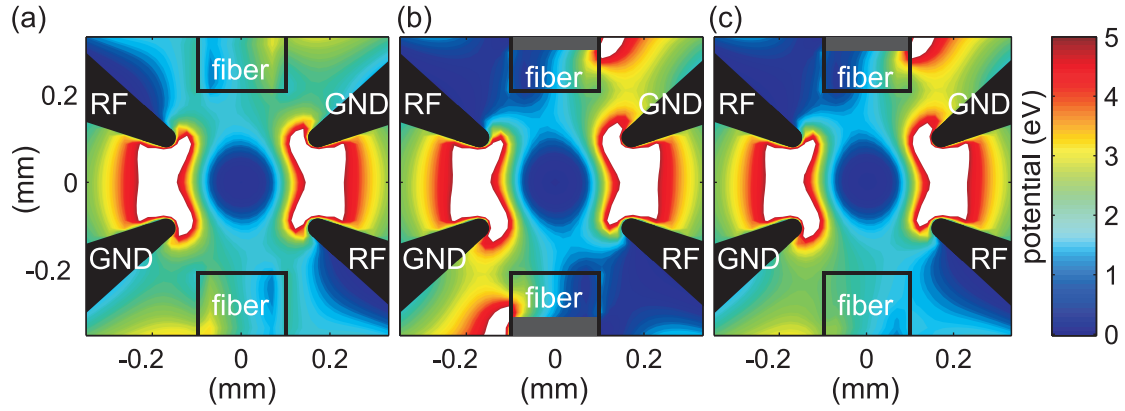 (a)
(b)
(c)
fiber
fiber
fiber
5
RF
GND
RF
GND
RF
GND
0.2
4
3
(mm)
0
potential (eV)
2
GND
RF
GND
RF
GND
RF
1
-0.2
fiber
fiber
fiber
0
-0.2
0
0.2
-0.2
0
0.2
-0.2
0
0.2
(mm)
(mm)
(mm)